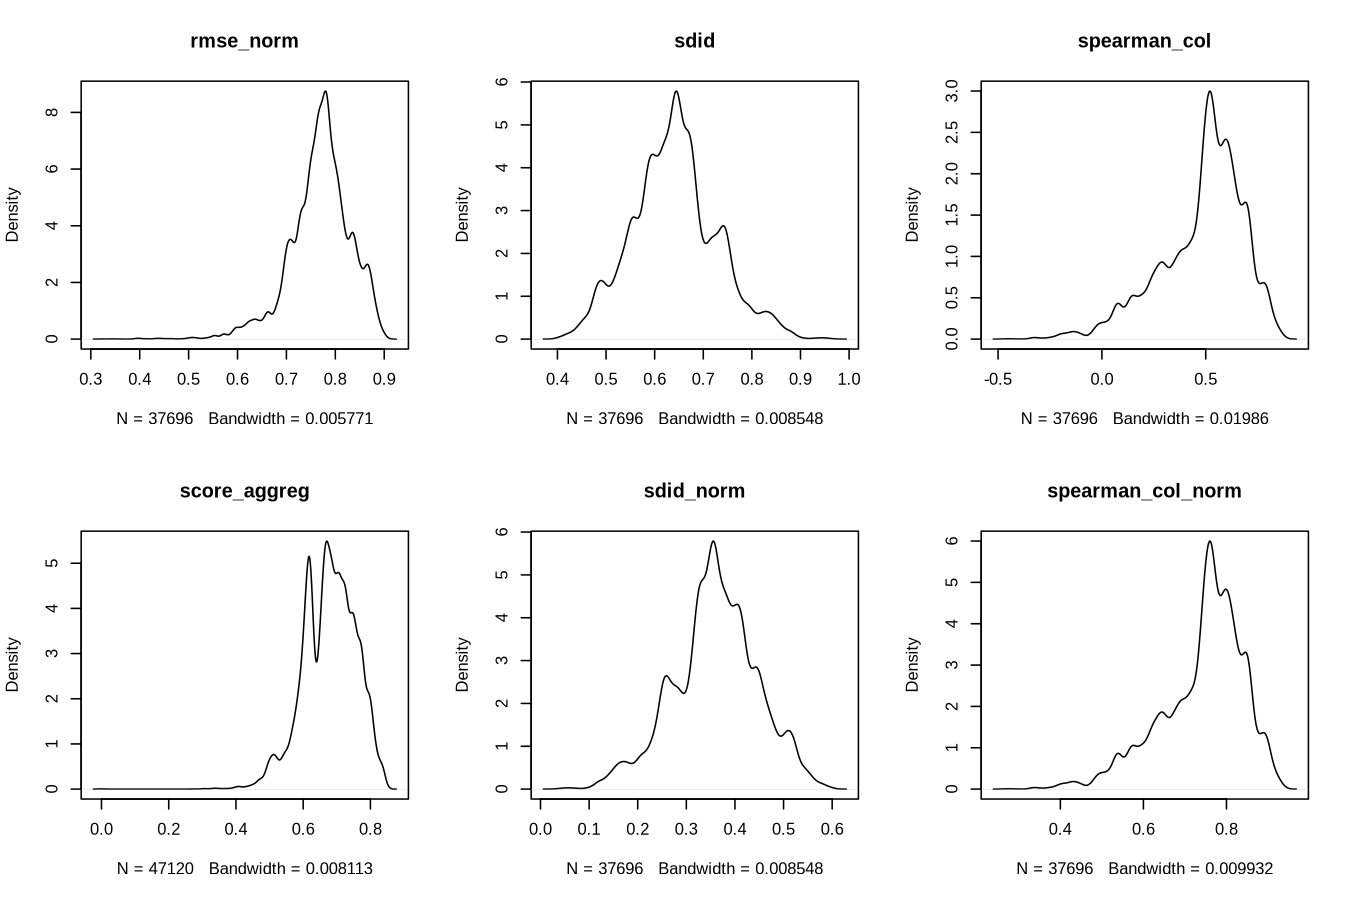 rmse_norm
Density
0 2 4 6 8
0.3 0.4 0.5 0.6 0.7 0.8 0.9
N = 37696 Bandwidth = 0.005771
sdid
Density
0 1 2 3 4 5 6
0.4 0.5 0.6 0.7 0.8 0.9 1.0
N = 37696 Bandwidth = 0.008548
spearman_col
Density
0.0 0.5 1.0 1.5 2.0 2.5 3.0
-0.5 0.0 0.5
N = 37696 Bandwidth = 0.01986
score_aggreg
Density
0 1 2 3 4 5
0.0 0.2 0.4 0.6 0.8
N = 47120 Bandwidth = 0.008113
sdid_norm
Density
0 1 2 3 4 5 6
0.0 0.1 0.2 0.3 0.4 0.5 0.6
N = 37696 Bandwidth = 0.008548
spearman_col_norm
Density
0 1 2 3 4 5 6
0.4 0.6 0.8
N = 37696 Bandwidth = 0.009932